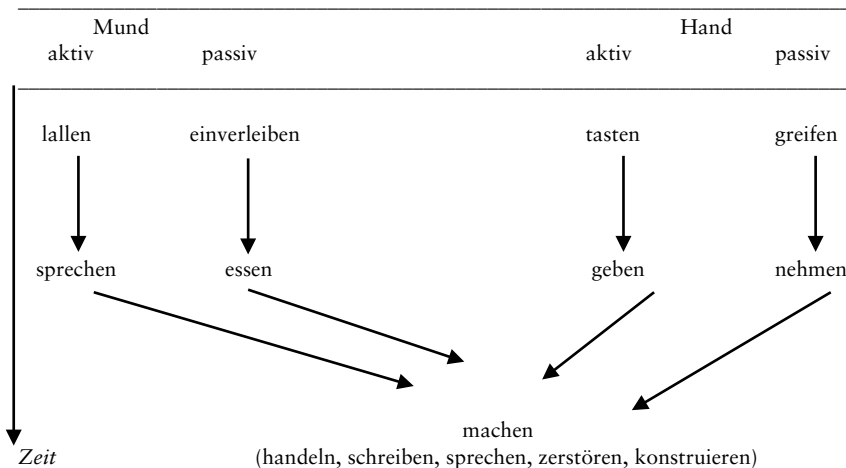 Mund Hand
aktiv passiv aktiv passiv
lallen einverleiben tasten greifen
sprechen essen geben nehmen
machen
Zeit (handeln, schreiben, sprechen, zerstören, konstruieren)